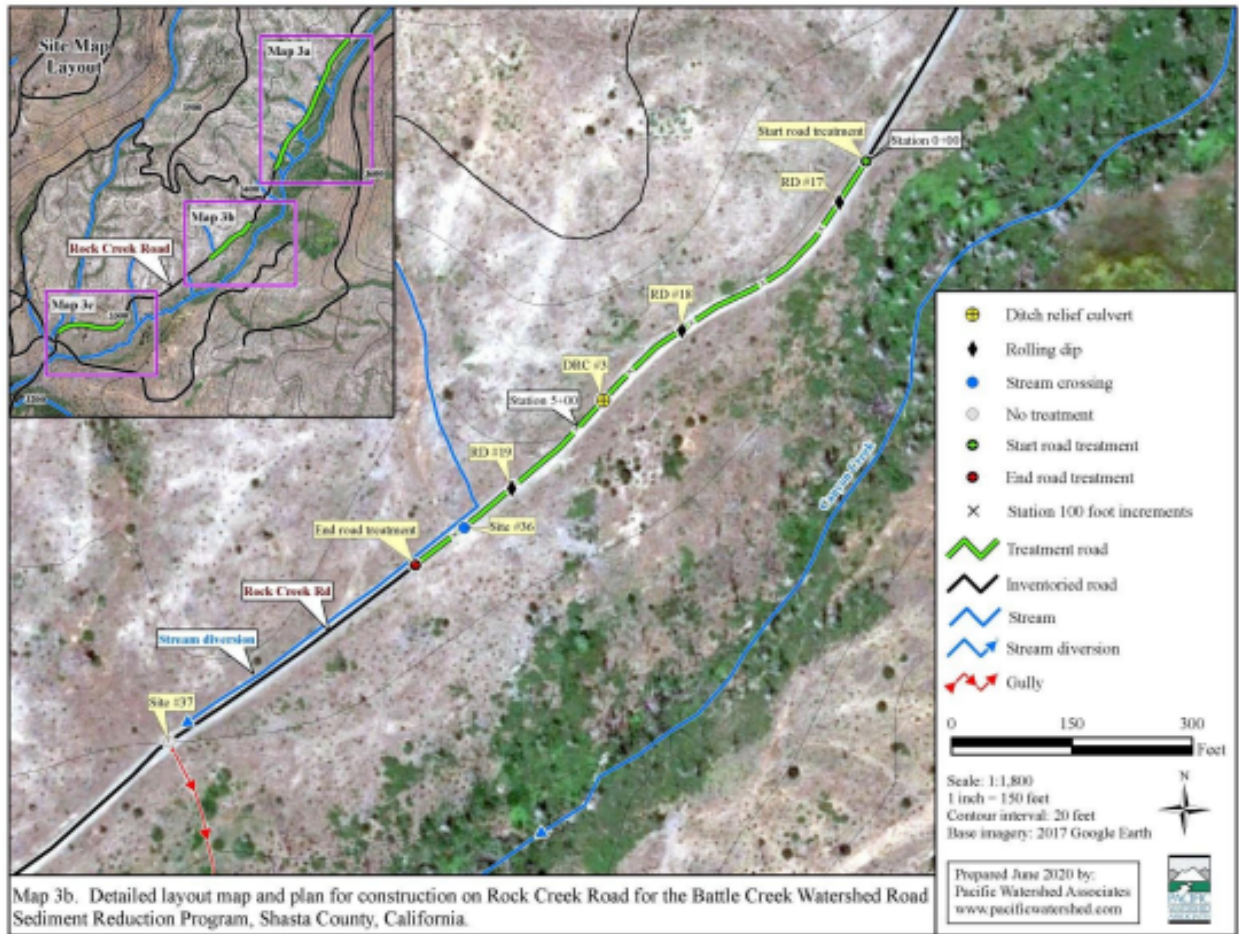 Site Map
Layout
Map 3a
Map 3b
Rock Creek Road
Map 3c
Start road treatment
Station 0+00
RD #17
RD #18
DRC #3
Station 5+00
RD #19
Site #36
End road treatment
Rock Creek Rd
Stream diversion
Site #37
Canyon Creek
Ditch relief culvert
Rolling dip
Stream crossing
No treatment
Start road treatment
End road treatment
Station 100 foot increments
Treatment road
Inventoried road
Stream
Stream diversion
Gully
0 150 300
Feet
Scale: 1:1,800
1 inch = 150 feet
Contour interval: 20 feet
Base imagery: 2017 Google Earth
N
Prepared June 2020 by:
Pacific Watershed Associates
www.pacificwatershed.com
PACIFIC
WATERSHED
ASSOCIATES
Map 3b. Detailed layout map and plan for construction on Rock Creek Road for the Battle Creek Watershed Road
Sediment Reduction Program, Shasta County, California.